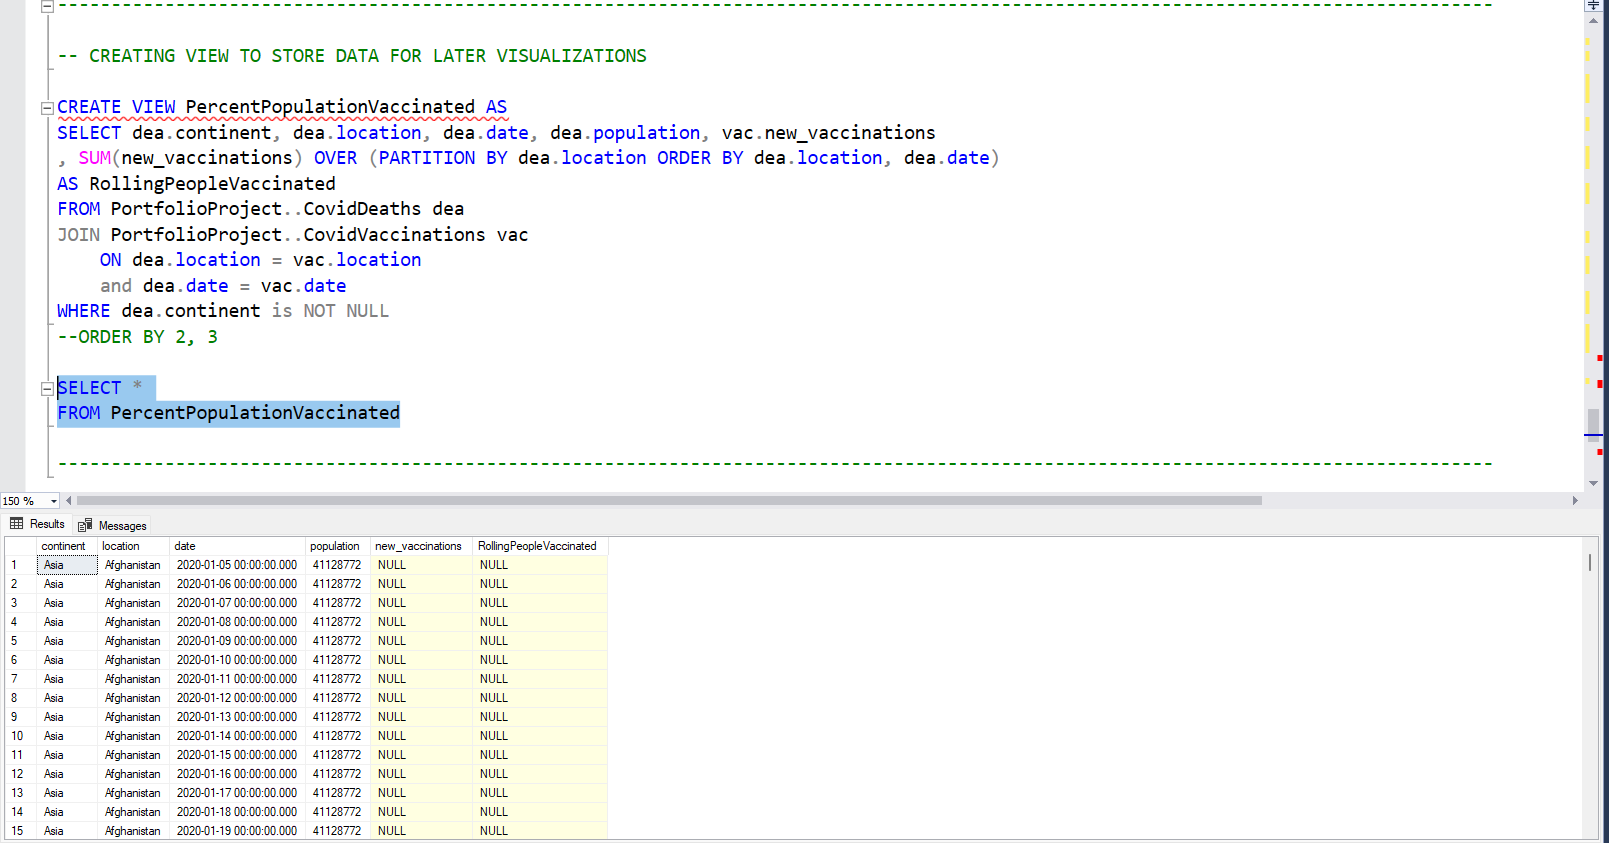 ------------------------------------------------------------------------------------------------------------------------------------------
-- CREATING VIEW TO STORE DATA FOR LATER VISUALIZATIONS
CREATE VIEW PercentPopulationVaccinated AS
SELECT dea.continent, dea.location, dea.date, dea.population, vac.new_vaccinations
, SUM(new_vaccinations) OVER (PARTITION BY dea.location ORDER BY dea.location, dea.date)
AS RollingPeopleVaccinated
FROM PortfolioProject..CovidDeaths dea
JOIN PortfolioProject..CovidVaccinations vac
    ON dea.location = vac.location
    and dea.date = vac.date
WHERE dea.continent is NOT NULL
--ORDER BY 2, 3
SELECT *
FROM PercentPopulationVaccinated
------------------------------------------------------------------------------------------------------------------------------------------
150 %
Results Messages
continent location date population new_vaccinations RollingPeopleVaccinated
1 Asia Afghanistan 2020-01-05 00:00:00.000 41128772 NULL NULL
2 Asia Afghanistan 2020-01-06 00:00:00.000 41128772 NULL NULL
3 Asia Afghanistan 2020-01-07 00:00:00.000 41128772 NULL NULL
4 Asia Afghanistan 2020-01-08 00:00:00.000 41128772 NULL NULL
5 Asia Afghanistan 2020-01-09 00:00:00.000 41128772 NULL NULL
6 Asia Afghanistan 2020-01-10 00:00:00.000 41128772 NULL NULL
7 Asia Afghanistan 2020-01-11 00:00:00.000 41128772 NULL NULL
8 Asia Afghanistan 2020-01-12 00:00:00.000 41128772 NULL NULL
9 Asia Afghanistan 2020-01-13 00:00:00.000 41128772 NULL NULL
10 Asia Afghanistan 2020-01-14 00:00:00.000 41128772 NULL NULL
11 Asia Afghanistan 2020-01-15 00:00:00.000 41128772 NULL NULL
12 Asia Afghanistan 2020-01-16 00:00:00.000 41128772 NULL NULL
13 Asia Afghanistan 2020-01-17 00:00:00.000 41128772 NULL NULL
14 Asia Afghanistan 2020-01-18 00:00:00.000 41128772 NULL NULL
15 Asia Afghanistan 2020-01-19 00:00:00.000 41128772 NULL NULL